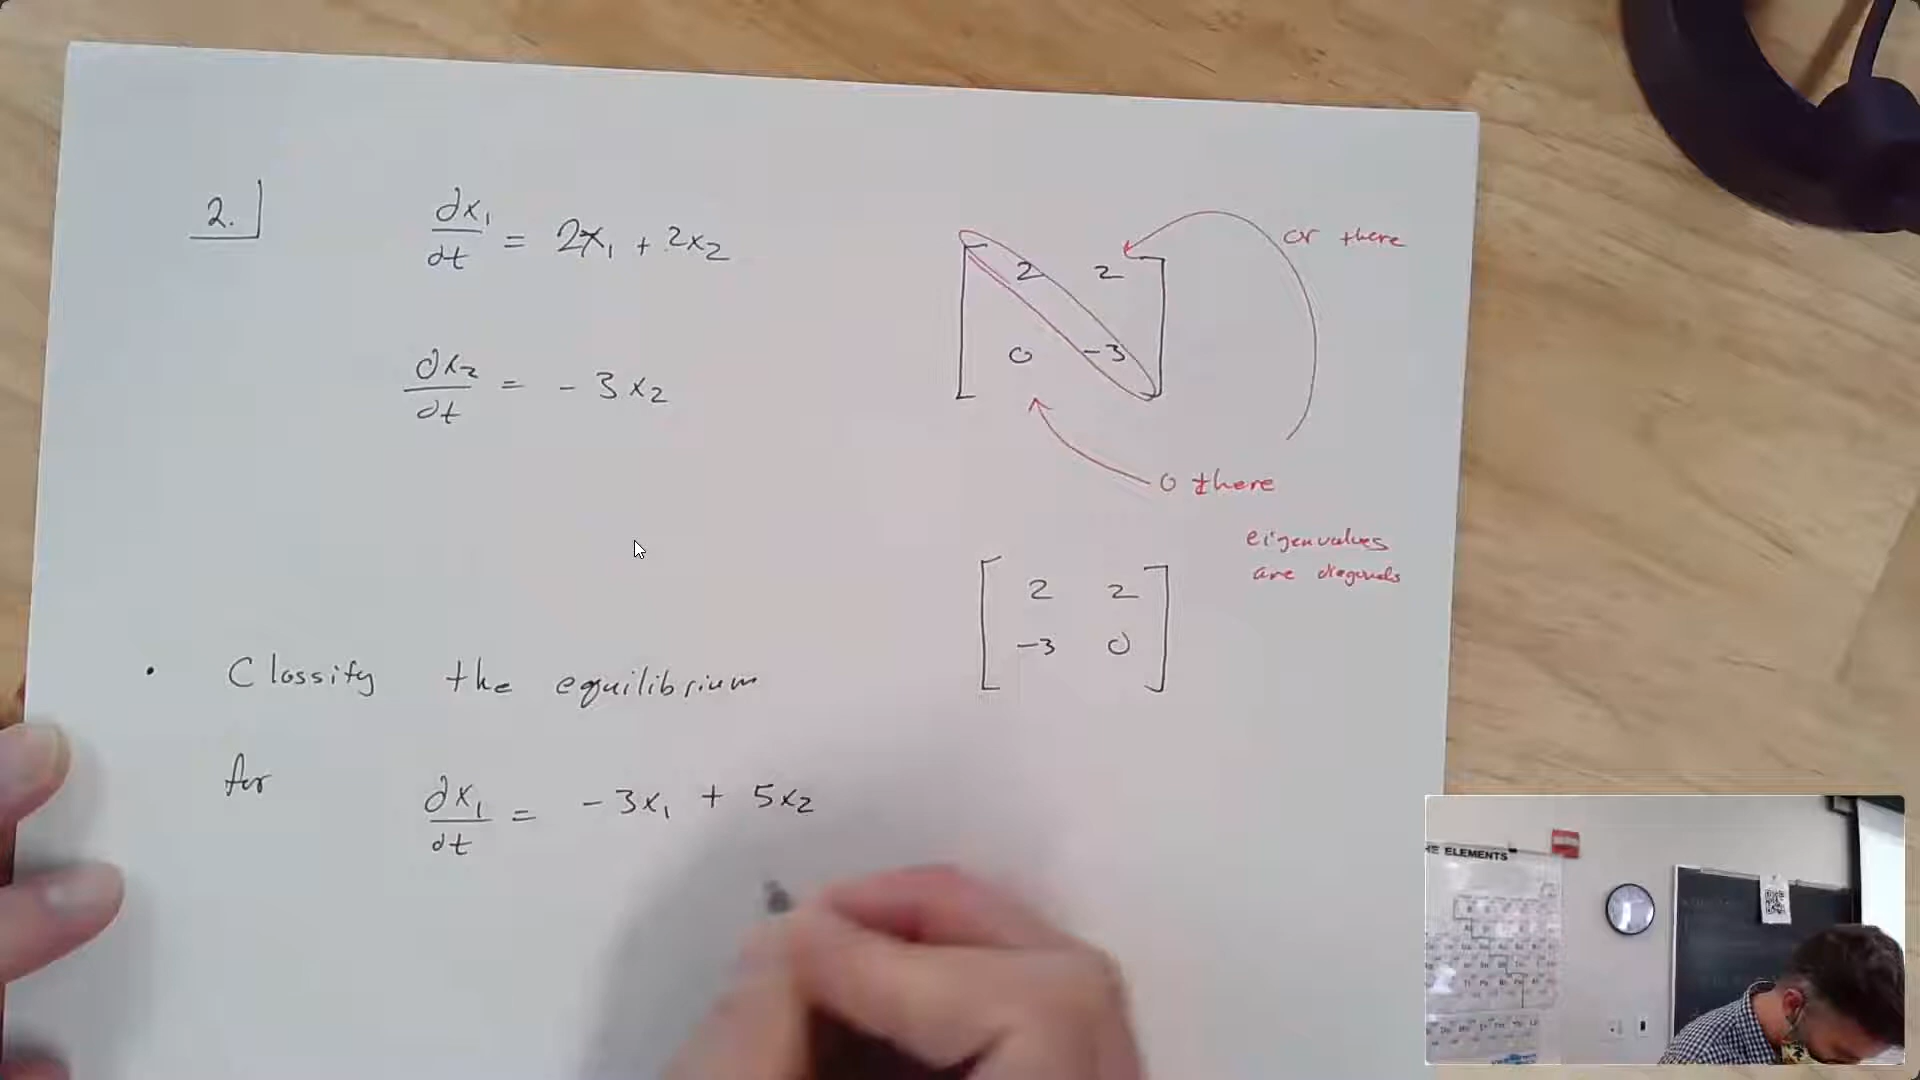 2.
dx₁/dt = 2x₁ + 2x₂
dx₂/dt = -3x₂
[2 2
0 -3]
or there
0 there
eigenvalues
are diagonals
[2 2
-3 0]
• Classify the equilibrium
for dx₁/dt = -3x₁ + 5x₂
HE ELEMENTS